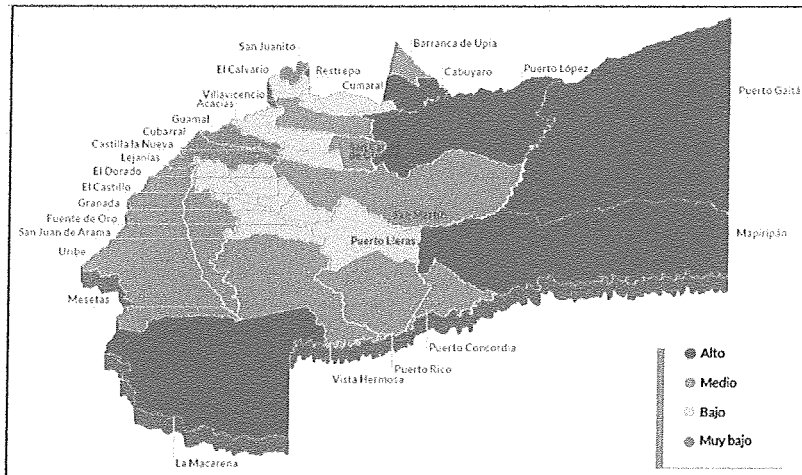 San Juanito
Barranca de Upía
El Calvario
Restrepo
Cabuyaro
Puerto López
Cumaral
Villavicencio
Acacias
Puerto Gaitá
Guamal
Cubarral
Castilla la Nueva
Lejanías
El Dorado
El Castillo
Granada
San Martín
Fuente de Oro
San Juan de Arama
Puerto Lleras
Mapiripán
Uribe
Mesetas
Puerto Concordia
Puerto Rico
Vista Hermosa
La Macarena
Alto
Medio
Bajo
Muy bajo